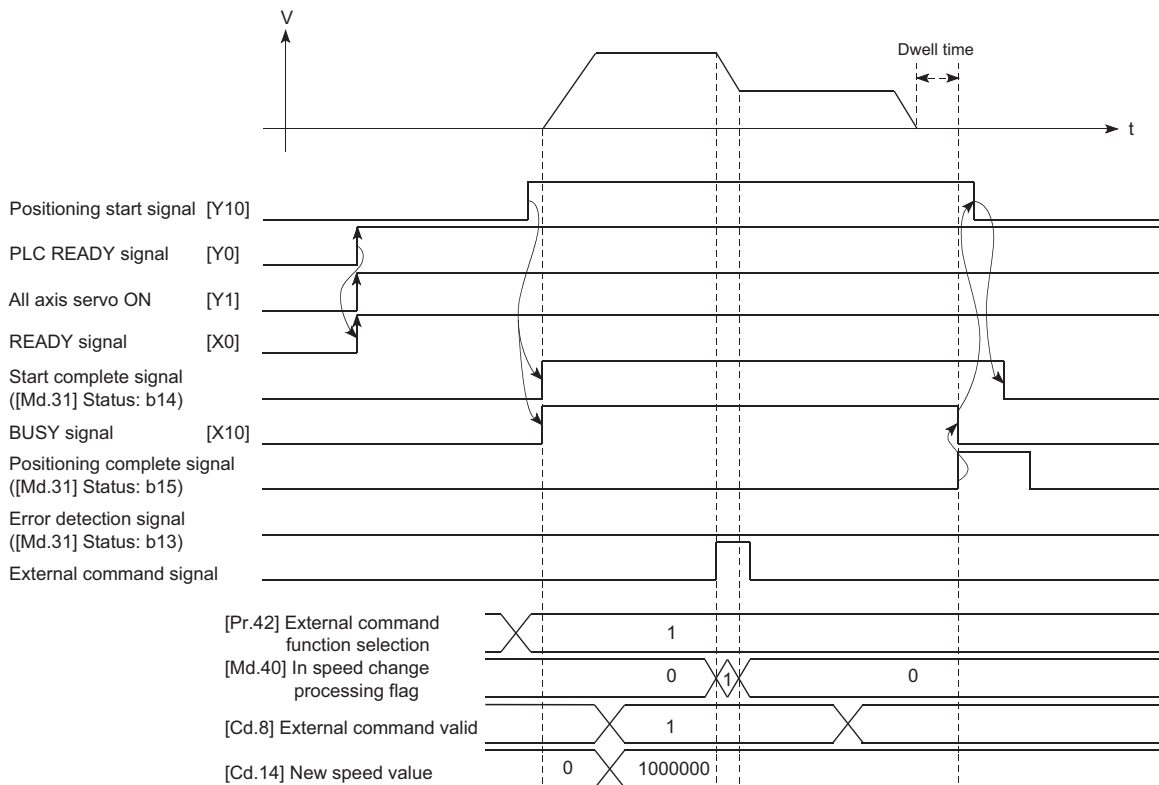 V
Dwell time
t
Positioning start signal [Y10]
PLC READY signal [Y0]
All axis servo ON [Y1]
READY signal [X0]
Start complete signal
([Md.31] Status: b14)
BUSY signal [X10]
Positioning complete signal
([Md.31] Status: b15)
Error detection signal
([Md.31] Status: b13)
External command signal
[Pr.42] External command
function selection
1
[Md.40] In speed change
processing flag
0 1 0
[Cd.8] External command valid 1
[Cd.14] New speed value 0 1000000